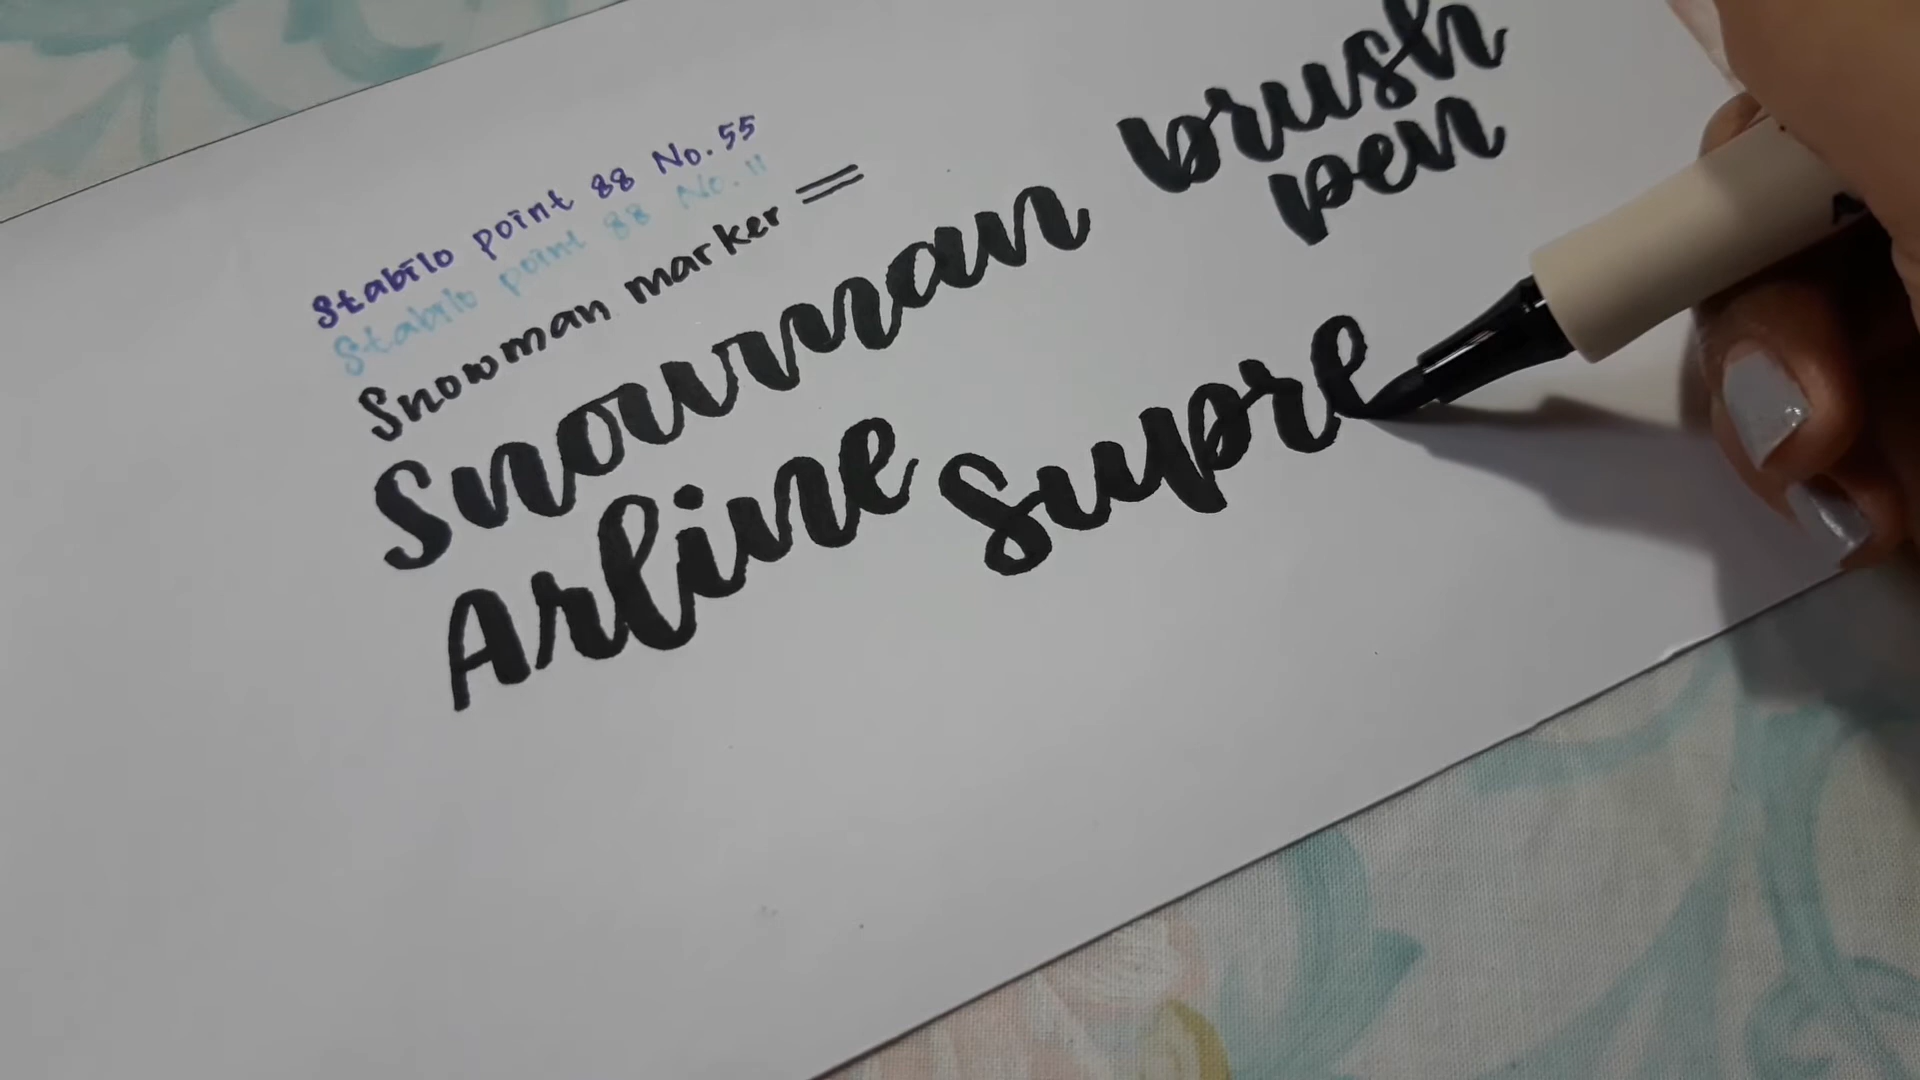 Stabilo point 88 No. 55
Stabilo point 88 No. 11
Snowman marker =
Snowman brush
pen
Arline Supre